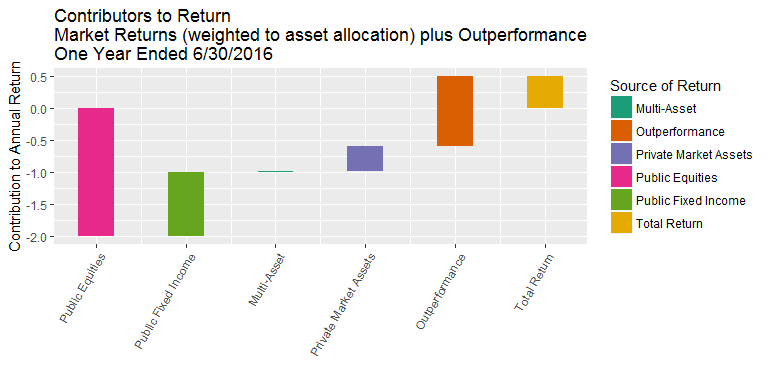 Contributors to Return
Market Returns (weighted to asset allocation) plus Outperformance
One Year Ended 6/30/2016
Contribution to Annual Return
0.5
0.0
-0.5
-1.0
-1.5
-2.0
Public Equities
Public Fixed Income
Multi-Asset
Private Market Assets
Outperformance
Total Return
Source of Return
Multi-Asset
Outperformance
Private Market Assets
Public Equities
Public Fixed Income
Total Return